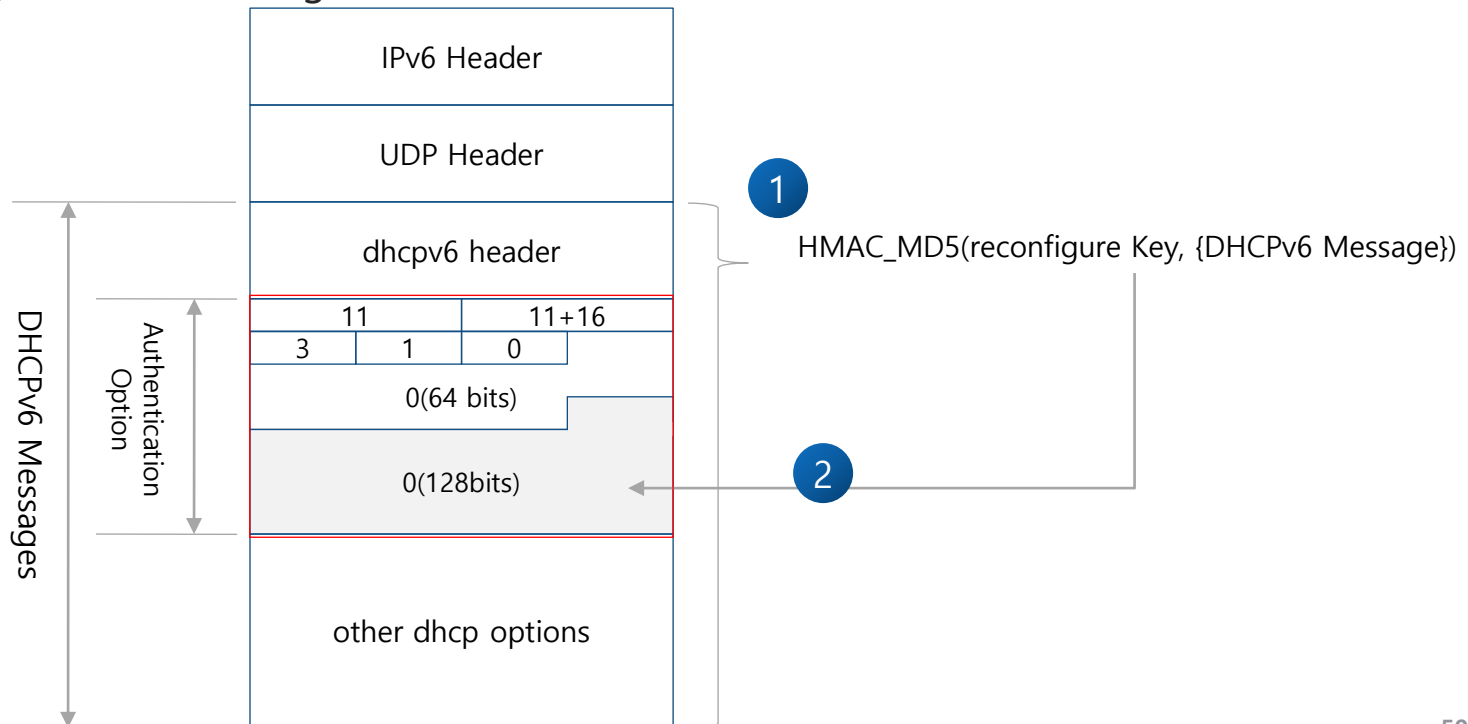 IPv6 Header
UDP Header
1
dhcpv6 header
HMAC_MD5(reconfigure Key, {DHCPv6 Message})
DHCPv6 Messages
Authentication
Option
11
11+16
3
1
0
0(64 bits)
0(128bits)
2
other dhcp options